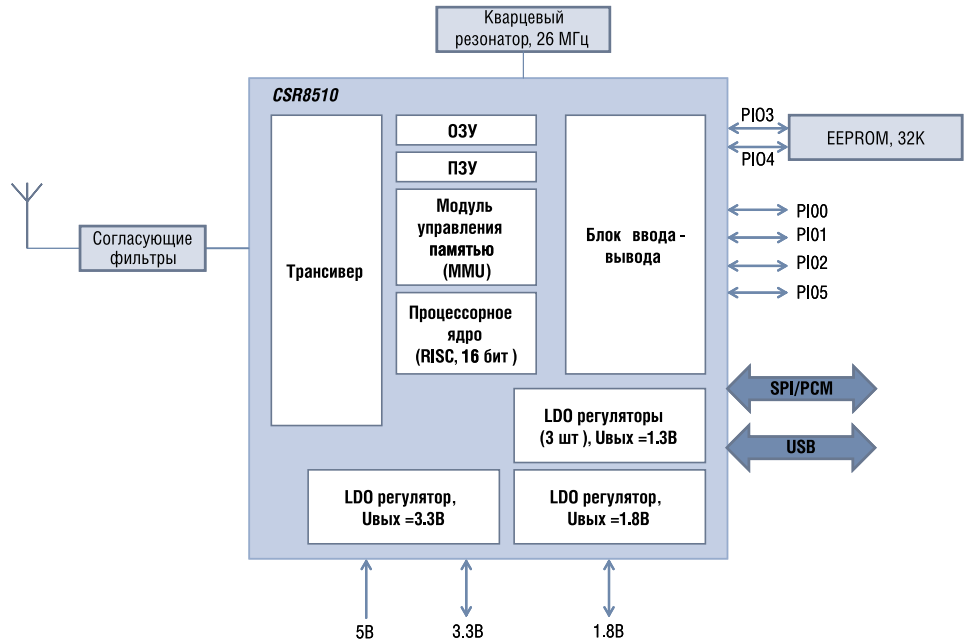 Кварцевый
резонатор, 26 МГц
CSR8510
ОЗУ
ПЗУ
Модуль
управления
памятью
(MMU)
Процессорное
ядро
(RISC, 16 бит )
Трансивер
Блок ввода -
вывода
Согласующие
фильтры
PIO3
PIO4
EEPROM, 32K
PIO0
PIO1
PIO2
PIO5
SPI/PCM
USB
LDO регуляторы
(3 шт ), Uвых =1.3В
LDO регулятор,
Uвых =3.3В
LDO регулятор,
Uвых =1.8В
5В
3.3В
1.8В